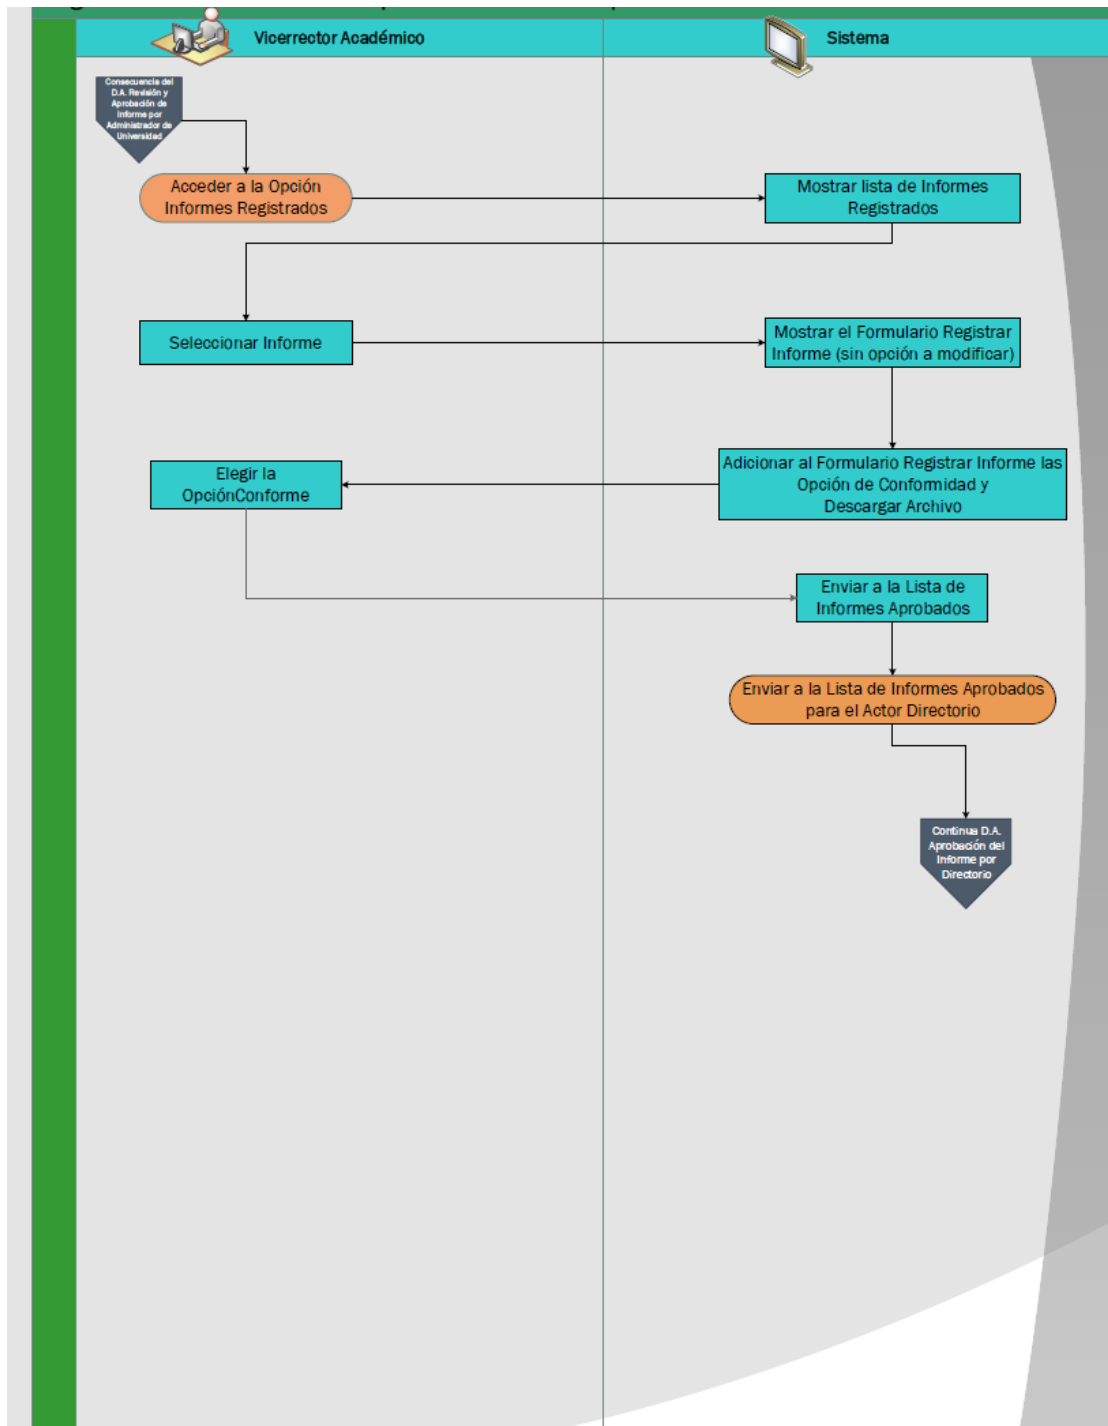 Vicerrector Académico
Sistema
Consecuencia del
D.A. Revisión y
Aprobación de
Informe por
Administrador de
Universidad
Acceder a la Opción
Informes Registrados
Mostrar lista de Informes
Registrados
Seleccionar Informe
Mostrar el Formulario Registrar
Informe (sin opción a modificar)
Elegir la
OpciónConforme
Adicionar al Formulario Registrar Informe las
Opción de Conformidad y
Descargar Archivo
Enviar a la Lista de
Informes Aprobados
Enviar a la Lista de Informes Aprobados
para el Actor Directorio
Continua D.A.
Aprobación del
Informe por
Directorio